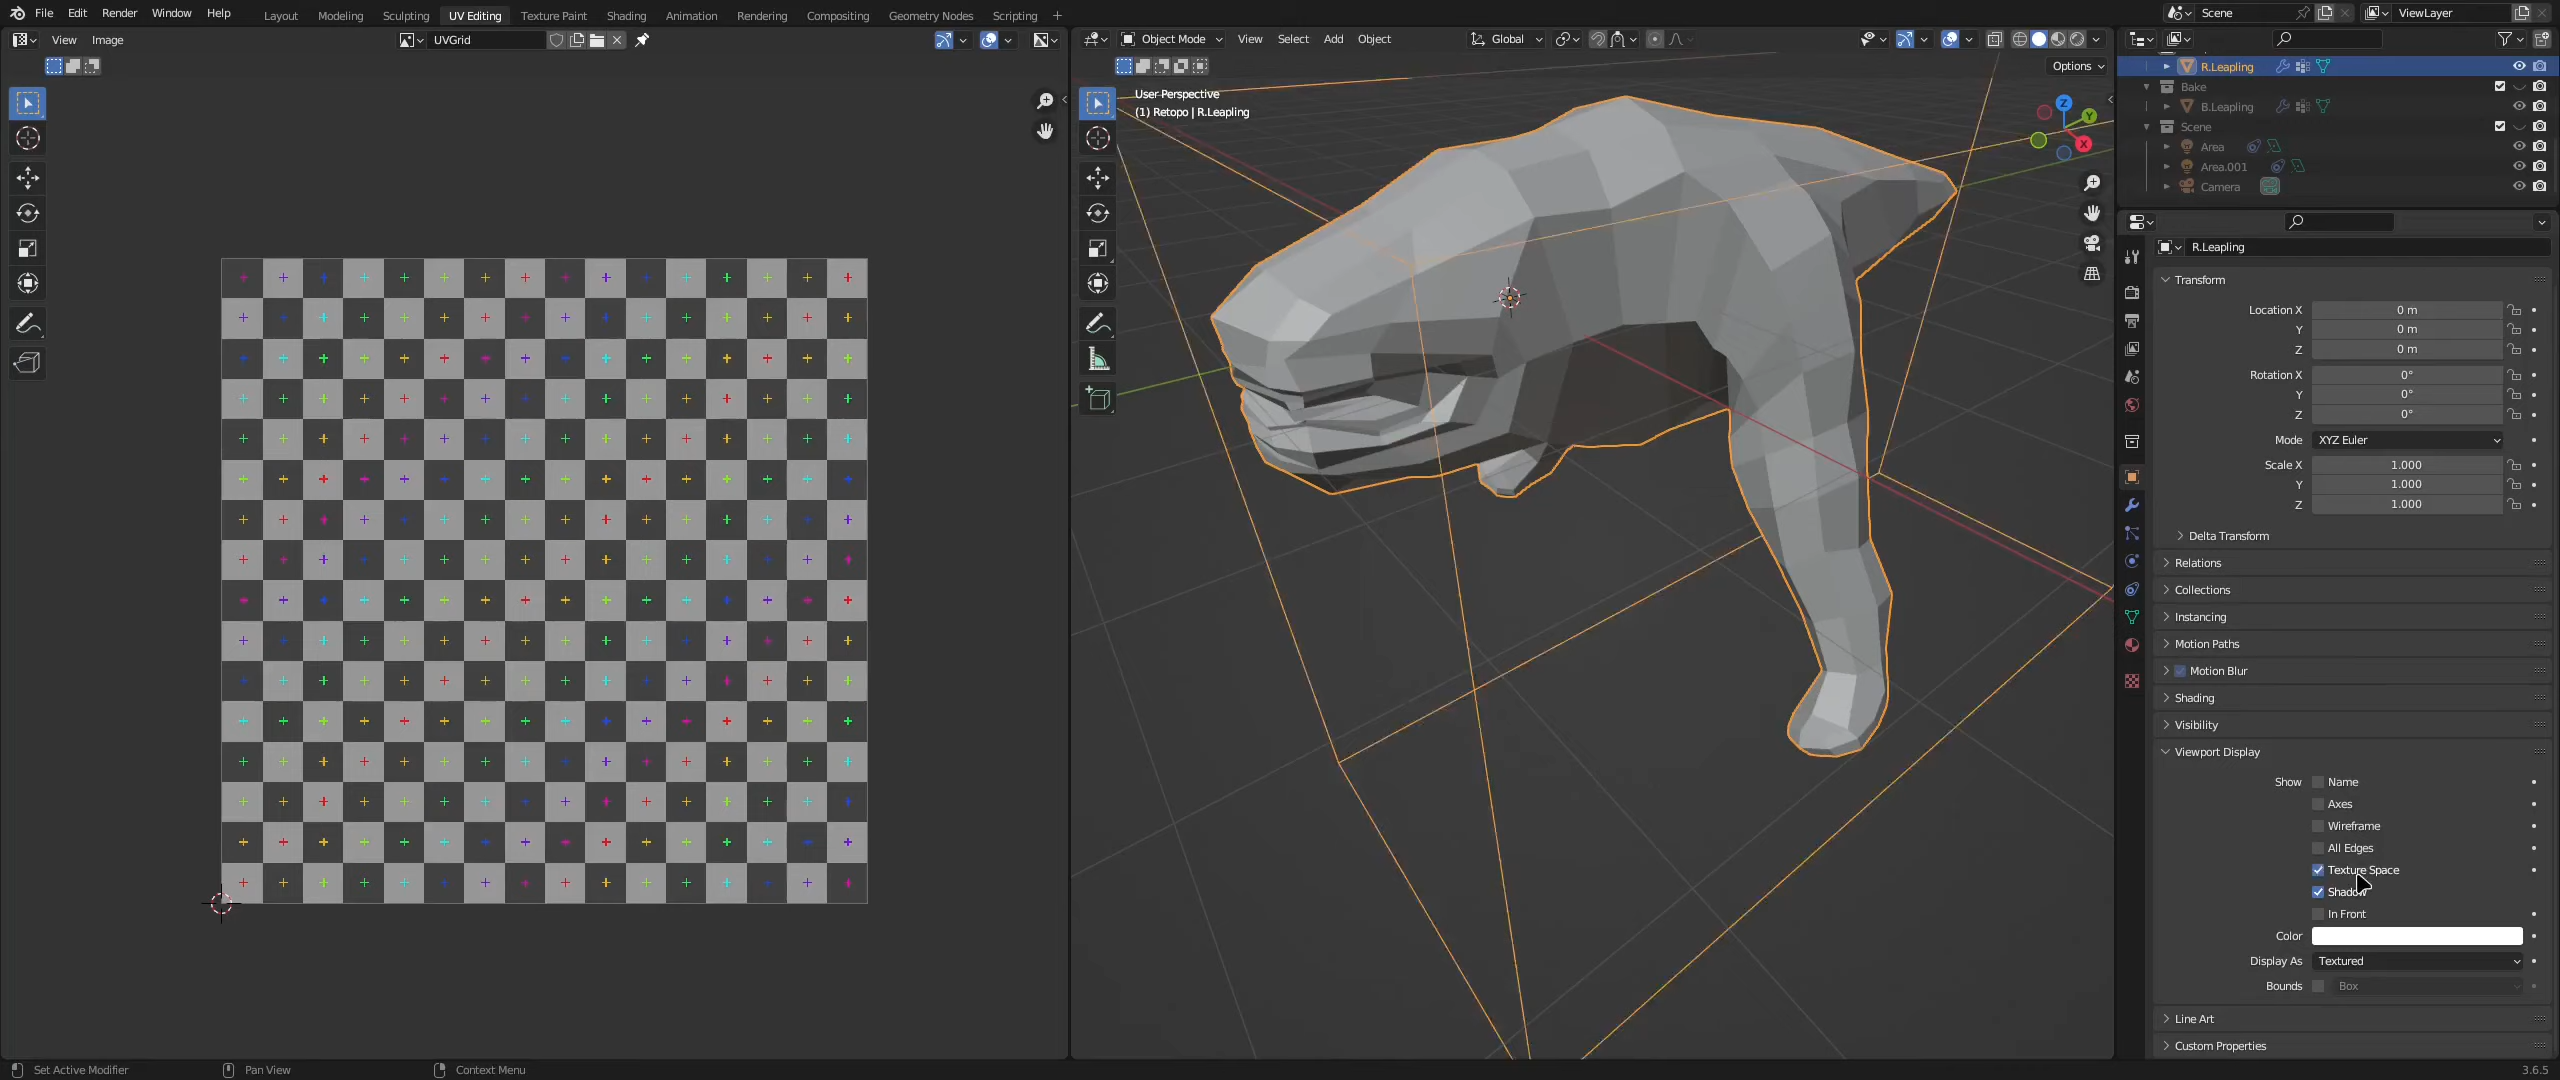 File Edit Render Window Help Layout Modeling Sculpting UV Editing Texture Paint Shading Animation Rendering Compositing Geometry Nodes Scripting + Scene ViewLayer
View Image UVGrid Object Mode View Select Add Object Global
Options
User Perspective
(1) Retopo | R.Leapling
Z
Y
X
R.Leapling
Bake
B.Leapling
Scene
Area
Area.001
Camera
R.Leapling
Transform
Location X 0 m
Y 0 m
Z 0 m
Rotation X 0°
Y 0°
Z 0°
Mode XYZ Euler
Scale X 1.000
Y 1.000
Z 1.000
Delta Transform
Relations
Collections
Instancing
Motion Paths
Motion Blur
Shading
Visibility
Viewport Display
Show Name
Axes
Wireframe
All Edges
Texture Space
Shadow
In Front
Color
Display As Textured
Bounds Box
Line Art
Custom Properties
Set Active Modifier Pan View Context Menu 3.6.5